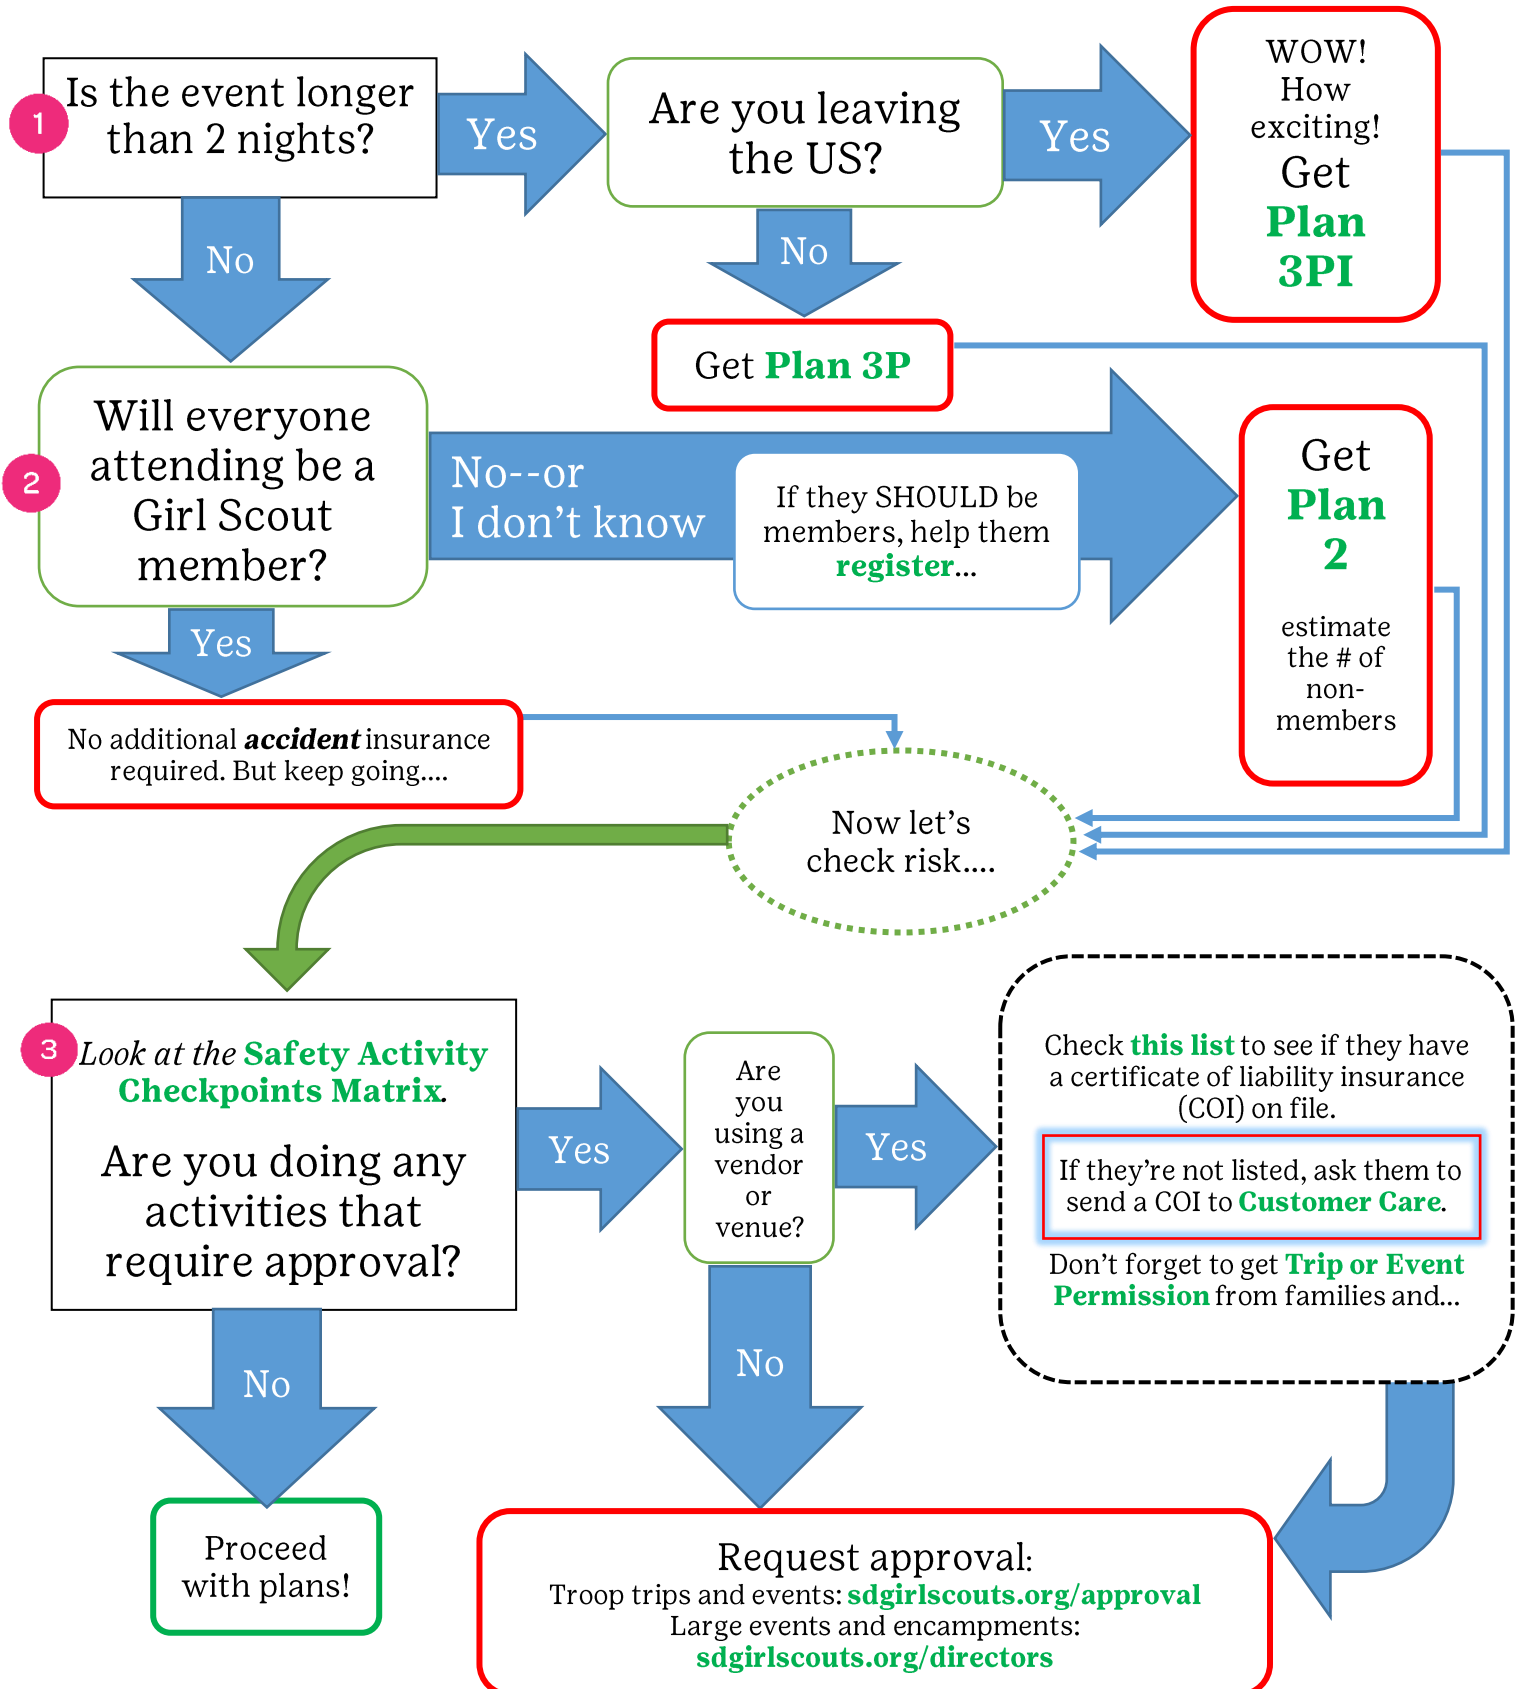 1
Is the event longer
than 2 nights?
Yes
Are you leaving
the US?
Yes
WOW!
How
exciting!
Get
Plan
3PI
No
No
Get Plan 3P
2
Will everyone
attending be a
Girl Scout
member?
No--or
I don't know
If they SHOULD be
members, help them
register...
Get
Plan
2
estimate
the # of
non-
members
Yes
No additional accident insurance
required. But keep going....
Now let's
check risk....
3
Look at the Safety Activity
Checkpoints Matrix.
Are you doing any
activities that
require approval?
Yes
Are
you
using a
vendor
or
venue?
Yes
Check this list to see if they have
a certificate of liability insurance
(COI) on file.
If they're not listed, ask them to
send a COI to Customer Care.
Don't forget to get Trip or Event
Permission from families and...
No
No
Proceed
with plans!
Request approval:
Troop trips and events: sdgirlscouts.org/approval
Large events and encampments:
sdgirlscouts.org/directors